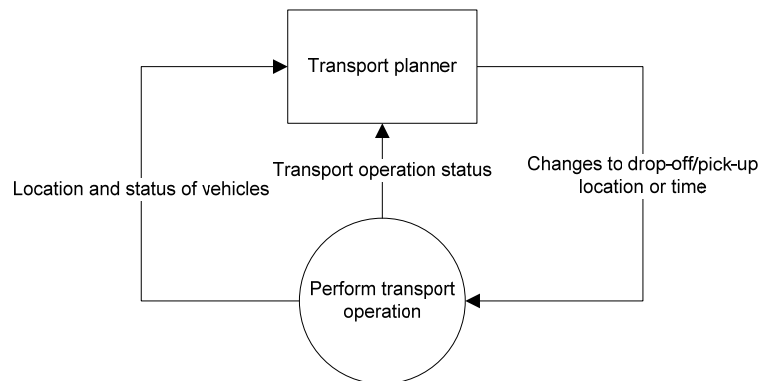 Transport planner
Transport operation status
Changes to drop-off/pick-up
location or time
Location and status of vehicles
Perform transport
operation